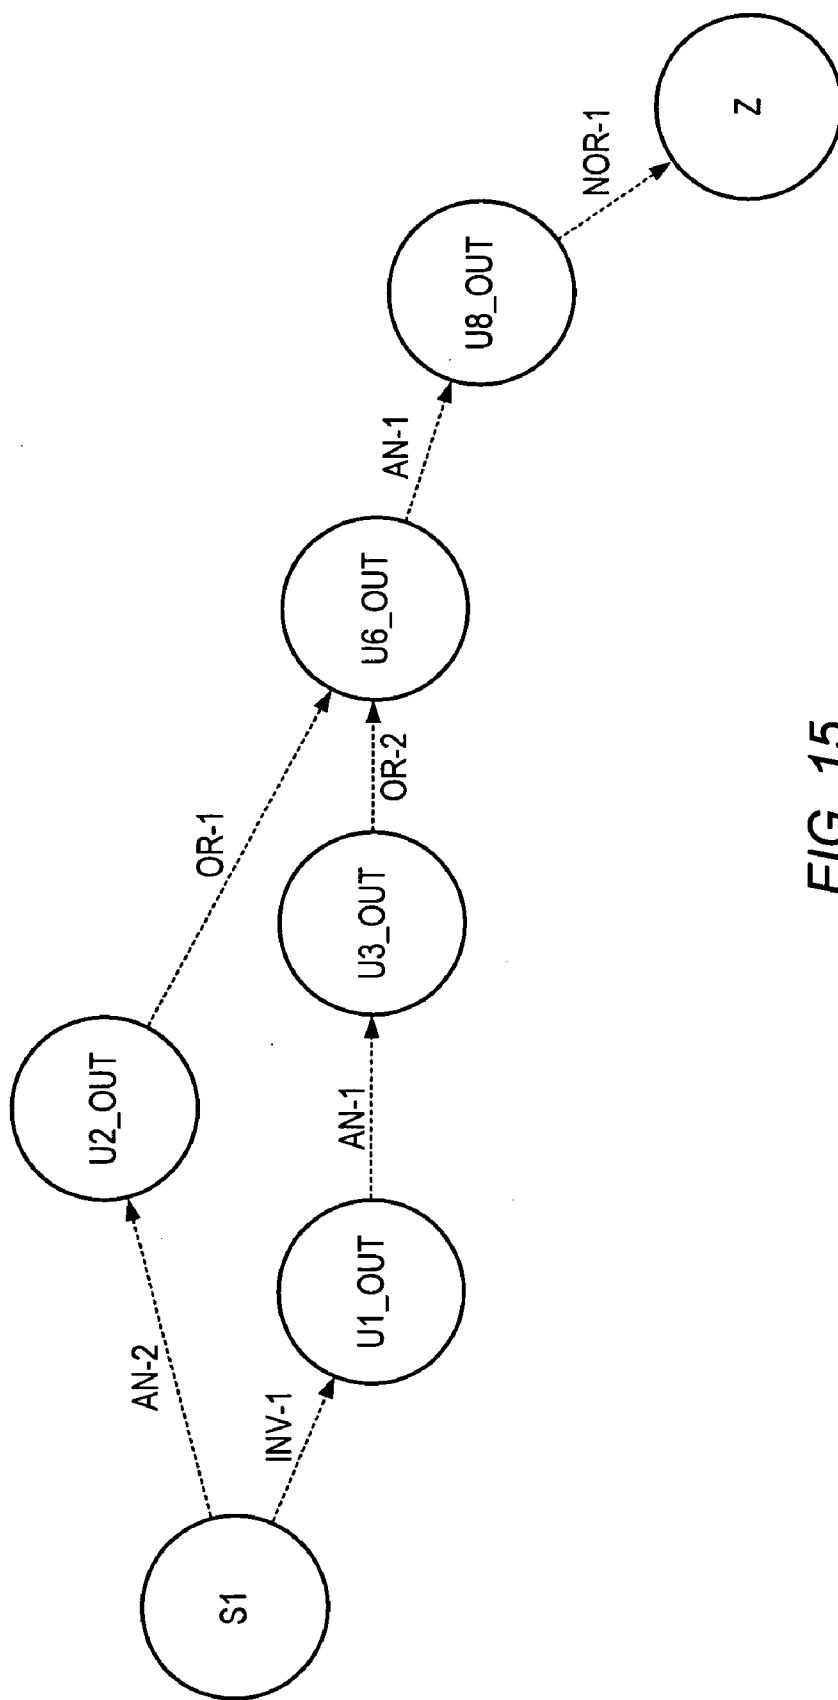 S1
AN-2
INV-1
U2_OUT
U1_OUT
AN-1
OR-1
U3_OUT
OR-2
U6_OUT
AN-1
U8_OUT
NOR-1
Z
FIG. 15